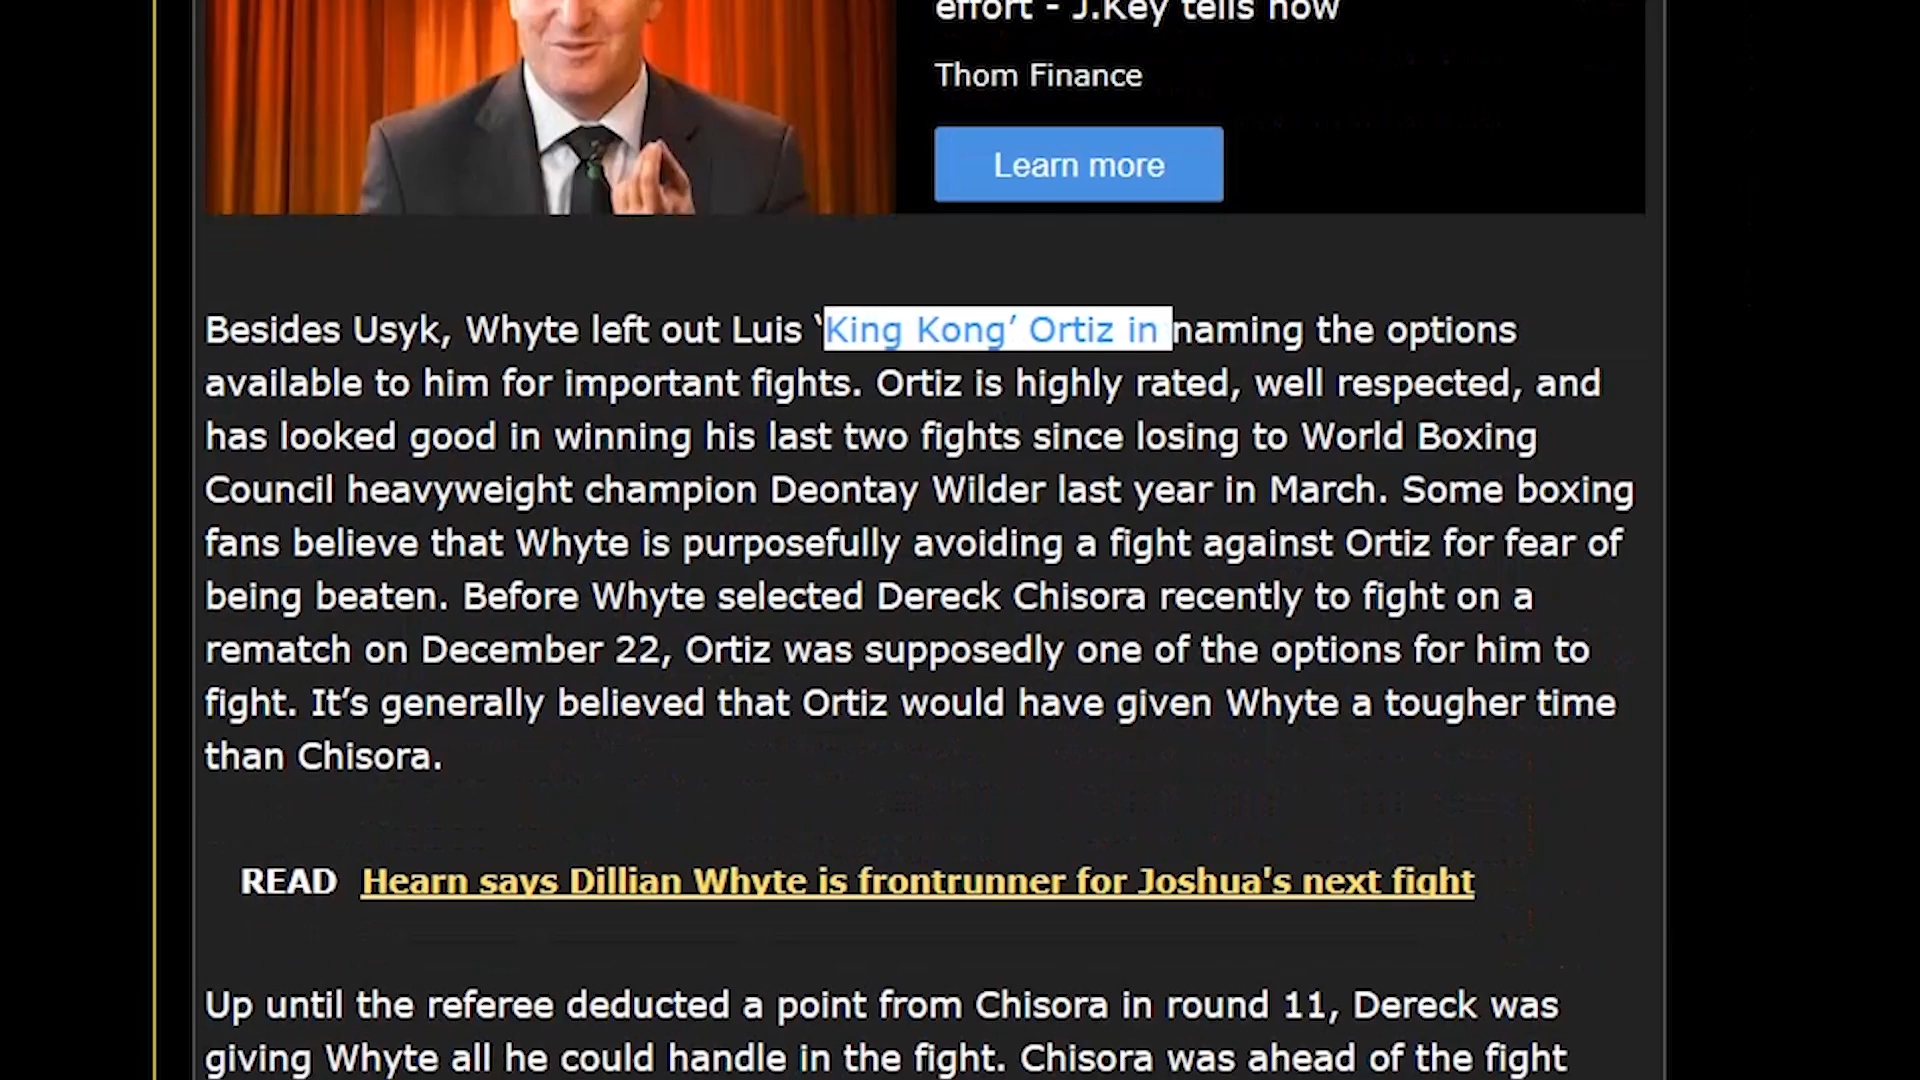 effort - J.Key tells how
Thom Finance
Learn more
Besides Usyk, Whyte left out Luis ‘King Kong’ Ortiz in naming the options
available to him for important fights. Ortiz is highly rated, well respected, and
has looked good in winning his last two fights since losing to World Boxing
Council heavyweight champion Deontay Wilder last year in March. Some boxing
fans believe that Whyte is purposefully avoiding a fight against Ortiz for fear of
being beaten. Before Whyte selected Dereck Chisora recently to fight on a
rematch on December 22, Ortiz was supposedly one of the options for him to
fight. It’s generally believed that Ortiz would have given Whyte a tougher time
than Chisora.
READ Hearn says Dillian Whyte is frontrunner for Joshua's next fight
Up until the referee deducted a point from Chisora in round 11, Dereck was
giving Whyte all he could handle in the fight. Chisora was ahead of the fight